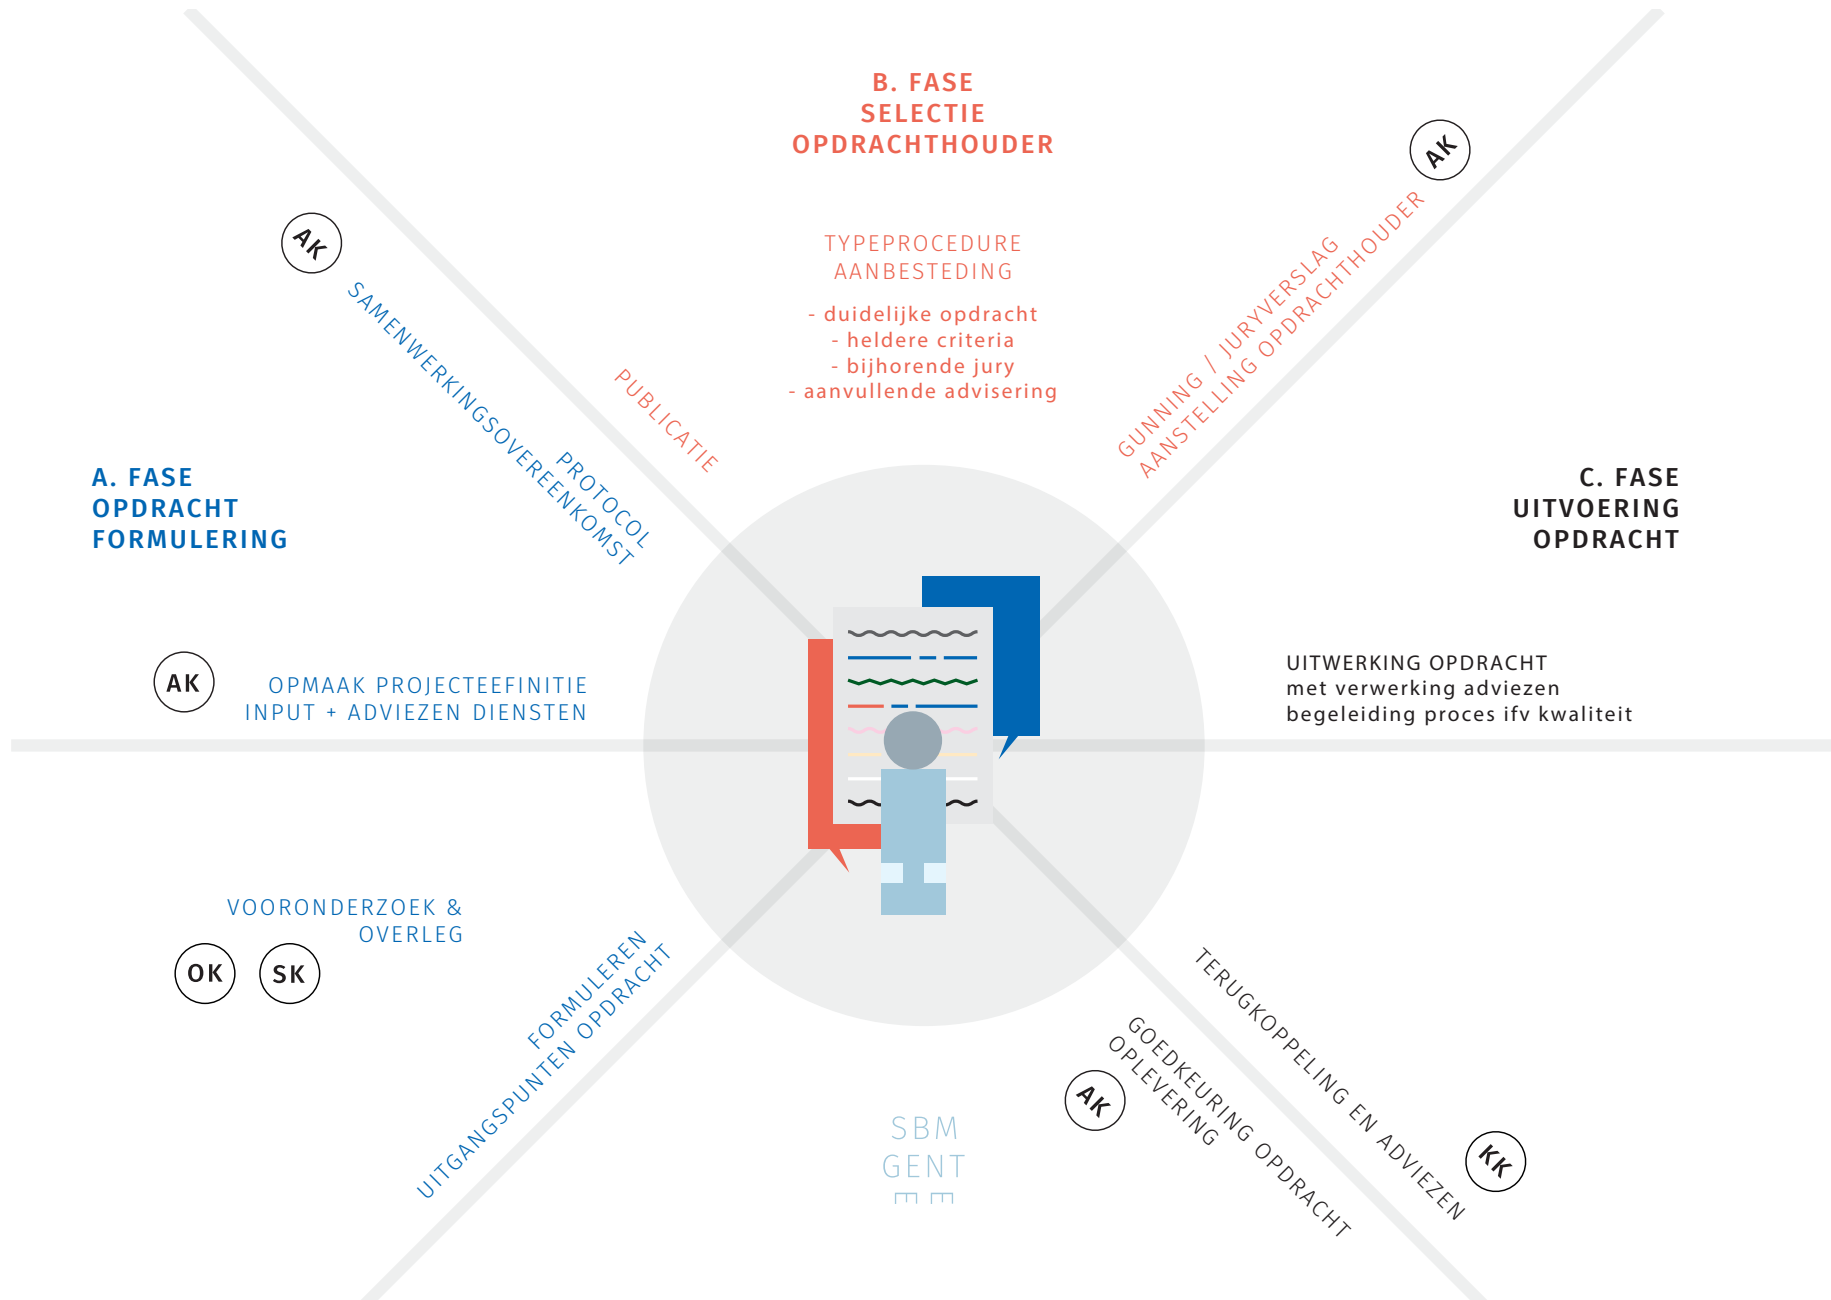 B. FASE
SELECTIE
OPDRACHTHOUDER
TYPEPROCEDURE
AANBESTEDING
- duidelijke opdracht
- heldere criteria
- bijhorende jury
- aanvullende advisering
AK
GUNNING / JURYVERSLAG
AANSTELLING OPDRACHTHOUDER
AK
SAMENWERKINGSOVEREENKOMST
PROTOCOL
PUBLICATIE
A. FASE
OPDRACHT
FORMULERING
C. FASE
UITVOERING
OPDRACHT
AK
OPMAAK PROJECTEEFINITIE
INPUT + ADVIEZEN DIENSTEN
UITWERKING OPDRACHT
met verwerking adviezen
begeleiding proces ifv kwaliteit
VOORONDERZOEK &
OVERLEG
OK
SK
FORMULEREN
UITGANGSPUNTEN OPDRACHT
TERUGKOPPELING EN ADVIEZEN
KK
GOEDKEURING OPDRACHT
OPLEVERING
AK
SBM
GENT
E E